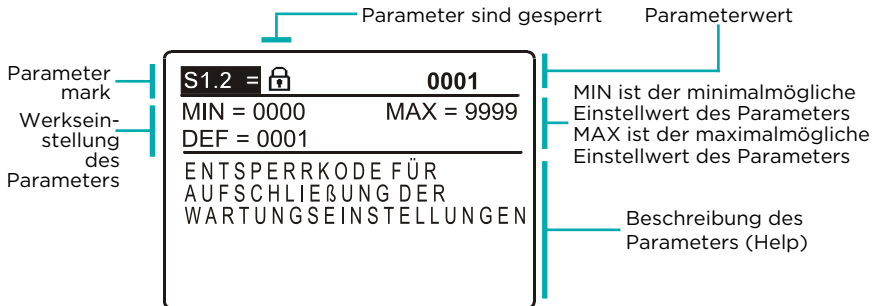 Parameter sind gesperrt
Parameterwert
Parameter
mark
Werksein-
stellung
des
Parameters
S1.2 =
0001
MIN = 0000
MAX = 9999
DEF = 0001
ENTSPERRKODE FÜR
AUFSCHLIEßUNG DER
WARTUNGSEINSTELLUNGEN
MIN ist der minimalmögliche
Einstellwert des Parameters
MAX ist der maximalmögliche
Einstellwert des Parameters
Beschreibung des
Parameters (Help)